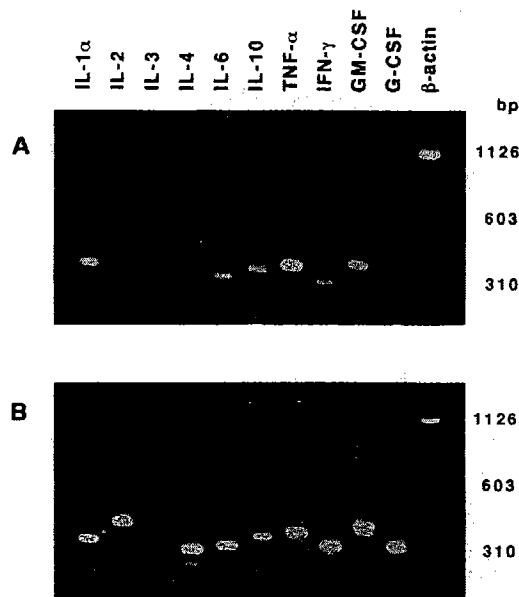 IL-1α
IL-2
IL-3
IL-4
IL-6
IL-10
TNF-α
IFN-γ
GM-CSF
G-CSF
β-actin
bp
A
1126
603
310
B
1126
603
310